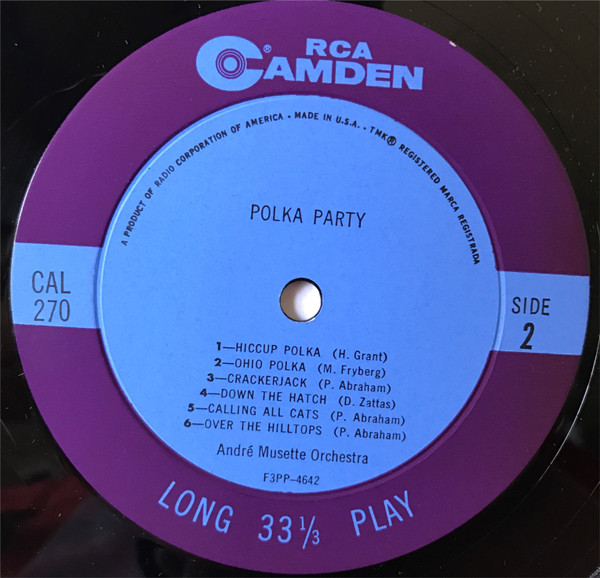 RCA
CAMDEN®
A PRODUCT OF RADIO CORPORATION OF AMERICA • MADE IN U.S.A. • TMK® REGISTERED MARCA REGISTRADA
POLKA PARTY
CAL
270
SIDE
2
1—HICCUP POLKA (H. Grant)
2—OHIO POLKA (M. Fryberg)
3—CRACKERJACK (P. Abraham)
4—DOWN THE HATCH (D. Zattas)
5—CALLING ALL CATS (P. Abraham)
6—OVER THE HILLTOPS (P. Abraham)
André Musette Orchestra
F3PP-4642
LONG 33 1/3 PLAY